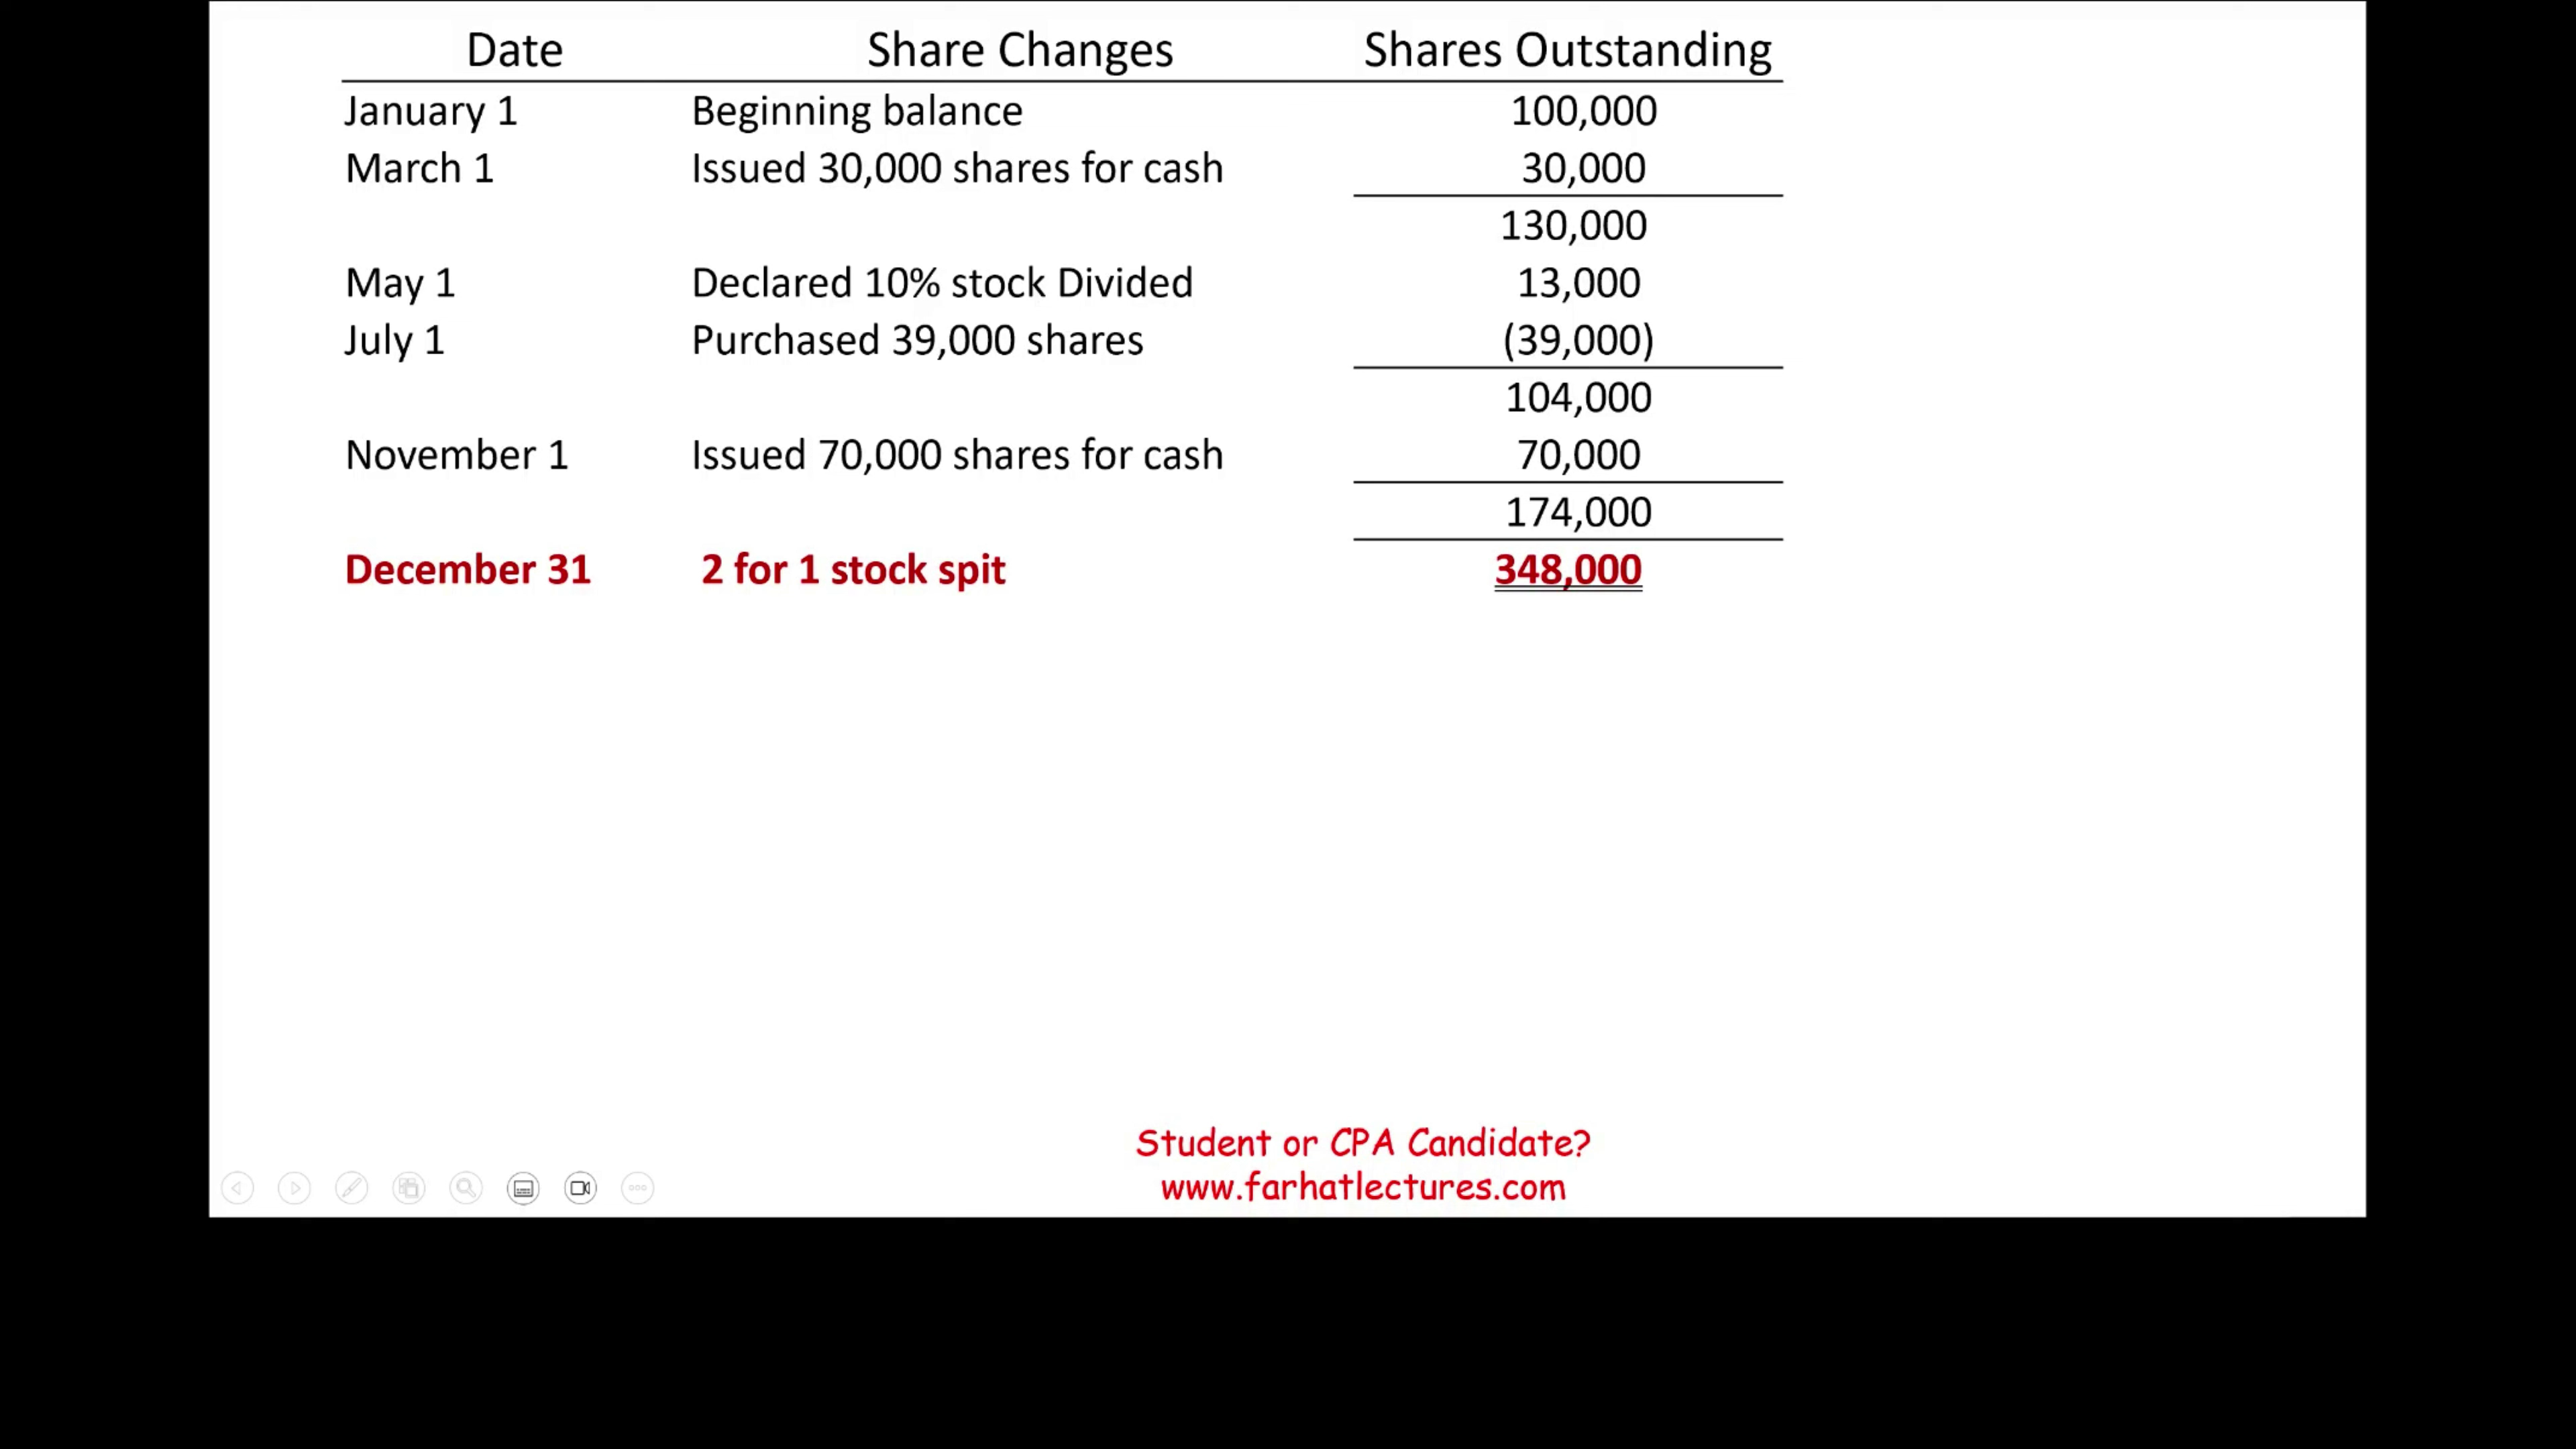 Date Share Changes Shares Outstanding
January 1 Beginning balance 100,000
March 1 Issued 30,000 shares for cash 30,000
130,000
May 1 Declared 10% stock Divided 13,000
July 1 Purchased 39,000 shares (39,000)
104,000
November 1 Issued 70,000 shares for cash 70,000
174,000
December 31 2 for 1 stock spit 348,000
Student or CPA Candidate?
www.farhatlectures.com